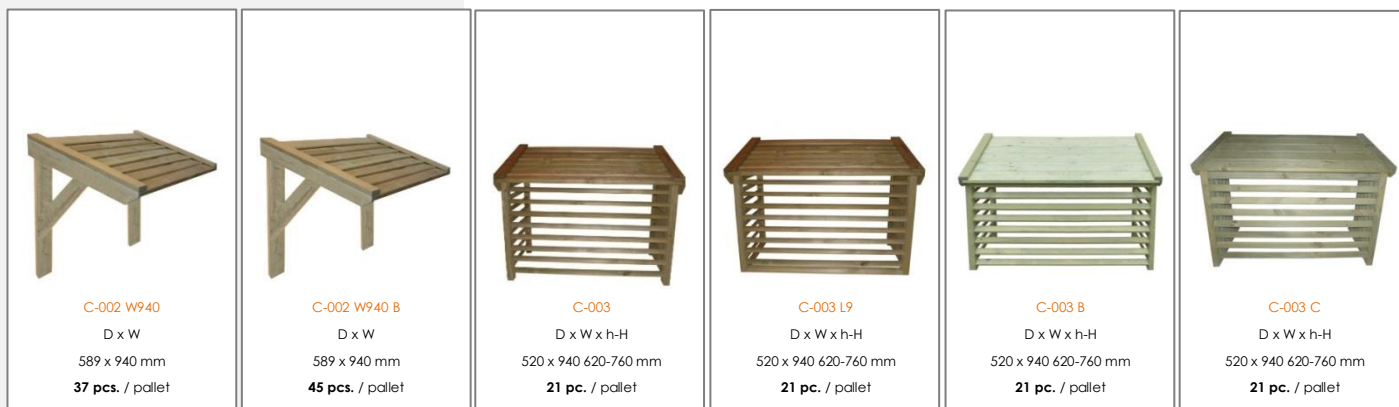 C-002 W940
D x W
589 x 940 mm
37 pcs. / pallet
C-002 W940 B
D x W
589 x 940 mm
45 pcs. / pallet
C-003
D x W x h-H
520 x 940 620-760 mm
21 pc. / pallet
C-003 L9
D x W x h-H
520 x 940 620-760 mm
21 pc. / pallet
C-003 B
D x W x h-H
520 x 940 620-760 mm
21 pc. / pallet
C-003 C
D x W x h-H
520 x 940 620-760 mm
21 pc. / pallet